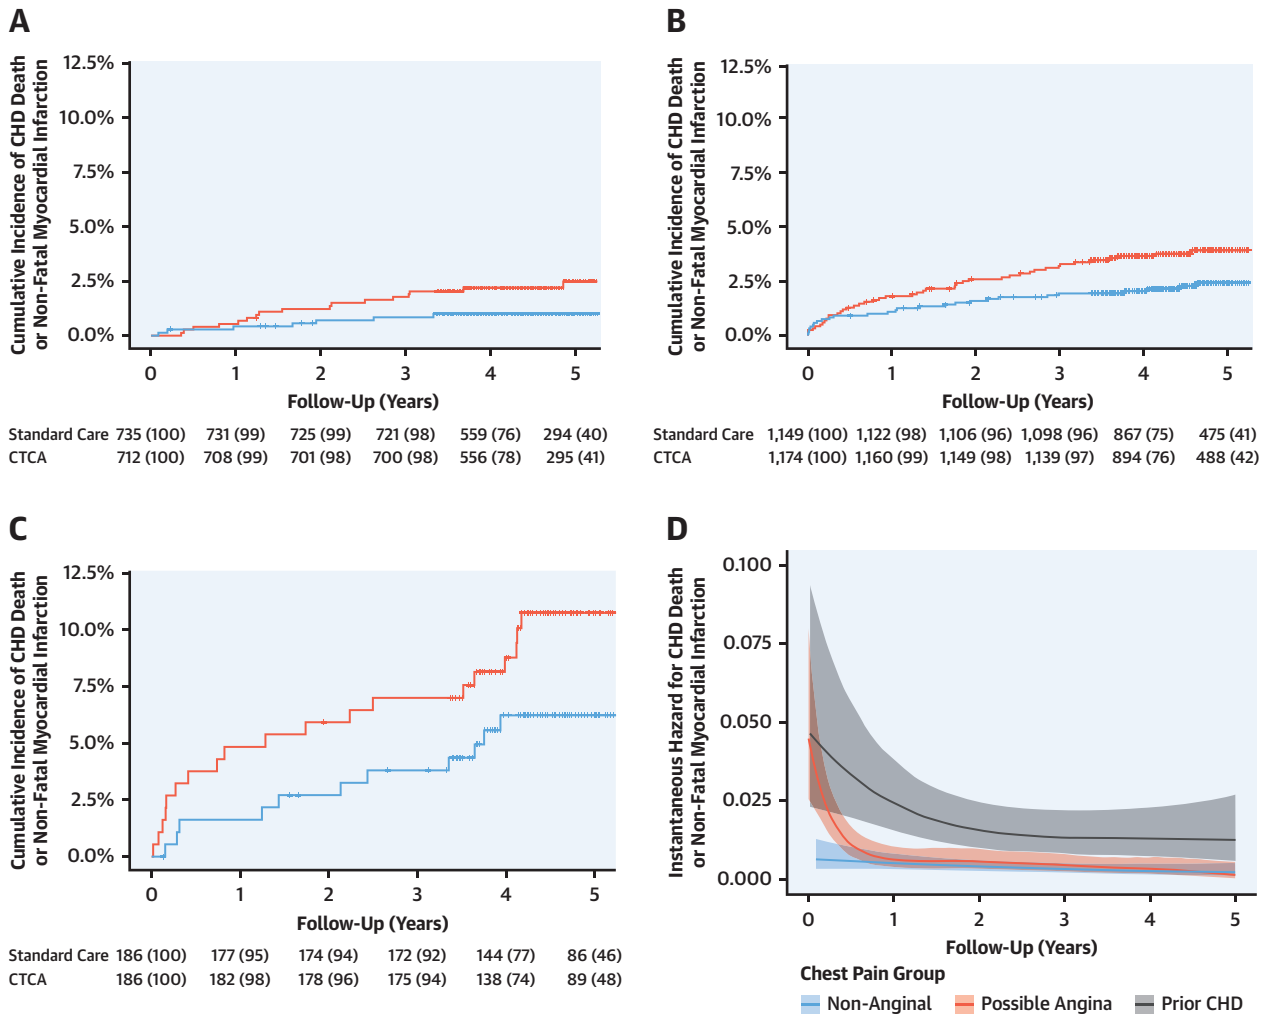 A
Cumulative Incidence of CHD Death
or Non-Fatal Myocardial Infarction
12.5%
10.0%
7.5%
5.0%
2.5%
0.0%
0 1 2 3 4 5
Follow-Up (Years)
Standard Care 735 (100) 731 (99) 725 (99) 721 (98) 559 (76) 294 (40)
CTCA 712 (100) 708 (99) 701 (98) 700 (98) 556 (78) 295 (41)
B
Cumulative Incidence of CHD Death
or Non-Fatal Myocardial Infarction
12.5%
10.0%
7.5%
5.0%
2.5%
0.0%
0 1 2 3 4 5
Follow-Up (Years)
Standard Care 1,149 (100) 1,122 (98) 1,106 (96) 1,098 (96) 867 (75) 475 (41)
CTCA 1,174 (100) 1,160 (99) 1,149 (98) 1,139 (97) 894 (76) 488 (42)
C
Cumulative Incidence of CHD Death
or Non-Fatal Myocardial Infarction
12.5%
10.0%
7.5%
5.0%
2.5%
0.0%
0 1 2 3 4 5
Follow-Up (Years)
Standard Care 186 (100) 177 (95) 174 (94) 172 (92) 144 (77) 86 (46)
CTCA 186 (100) 182 (98) 178 (96) 175 (94) 138 (74) 89 (48)
D
Instantaneous Hazard for CHD Death
or Non-Fatal Myocardial Infarction
0.100
0.075
0.050
0.025
0.000
0 1 2 3 4 5
Follow-Up (Years)
Chest Pain Group
Non-Anginal Possible Angina Prior CHD